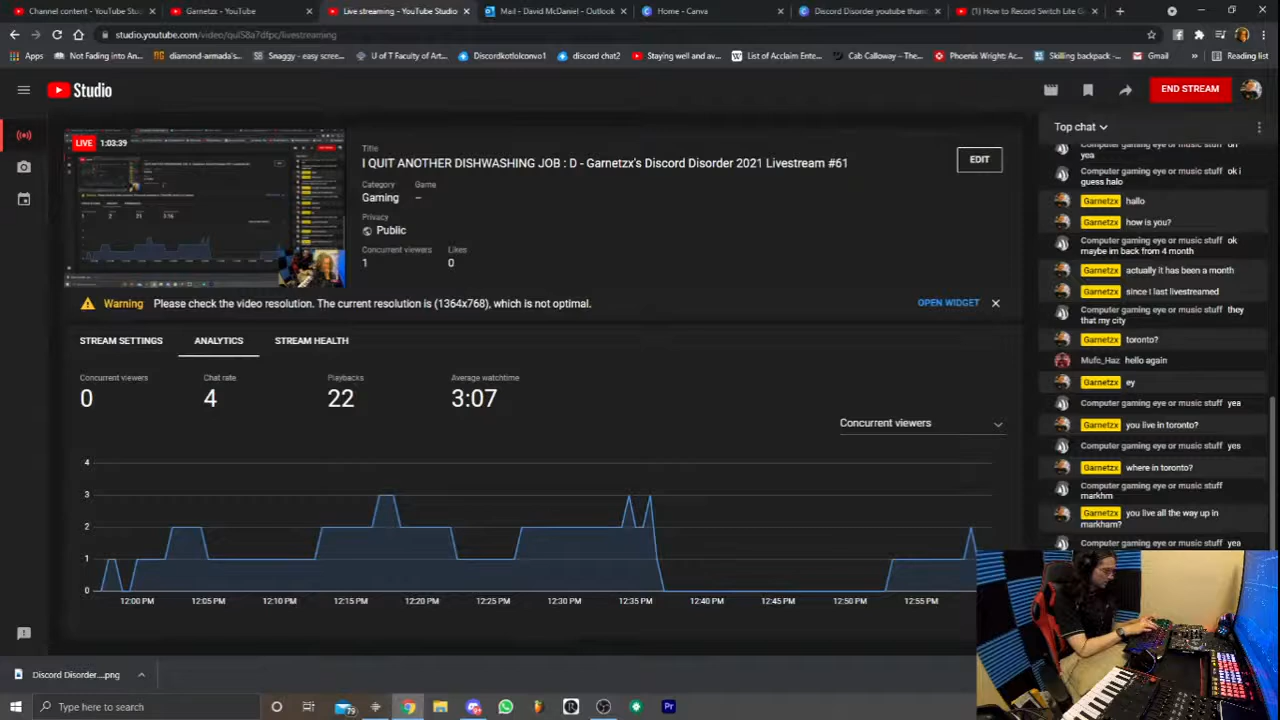 Channel content - YouTube Stu
Garnetzx - YouTube
Live streaming - YouTube Studio
Mail - David McDaniel - Outlook
Home - Canva
Discord Disorder youtube thum
(1) How to Record Switch Lite G
studio.youtube.com/video/qulS8a7dfpc/livestreaming
Apps
Not Fading into An...
diamond-armada's...
Snaggy - easy scree...
U of T Faculty of Art...
Discordkotloconvo1
discord chat2
Staying well and av...
List of Acclaim Ente...
Cab Calloway - /...
Phoenix Wright: Ac...
Skilling backpack -...
Gmail
»
Reading list
Studio
END STREAM
LIVE 1:03:39
Title
I QUIT ANOTHER DISHWASHING JOB : D - Garnetzx's Discord Disorder 2021 Livestream #61
EDIT
Category
Game
Gaming
–
Privacy
Public
Concurrent viewers
Likes
1
0
Warning Please check the video resolution. The current resolution is (1364x768), which is not optimal.
OPEN WIDGET
STREAM SETTINGS
ANALYTICS
STREAM HEALTH
Concurrent viewers
Chat rate
Playbacks
Average watchtime
0
4
22
3:07
Concurrent viewers
4
3
2
1
0
12:00 PM
12:05 PM
12:10 PM
12:15 PM
12:20 PM
12:25 PM
12:30 PM
12:35 PM
12:40 PM
12:45 PM
12:50 PM
12:55 PM
Top chat
Computer gaming eye or music stuff oh
yea
Computer gaming eye or music stuff ok i
guess halo
Garnetzx hallo
Garnetzx how is you?
Computer gaming eye or music stuff ok
maybe im back from 4 month
Garnetzx actually it has been a month
Garnetzx since I last livestreamed
Computer gaming eye or music stuff they
that my city
Garnetzx toronto?
Mufc_Haz hello again
Garnetzx ey
Computer gaming eye or music stuff yea
Garnetzx you live in toronto?
Computer gaming eye or music stuff yes
Garnetzx where in toronto?
Computer gaming eye or music stuff
markhm
Garnetzx you live all the way up in
markham?
Computer gaming eye or music stuff yea
Discord Disorder....png
Type here to search